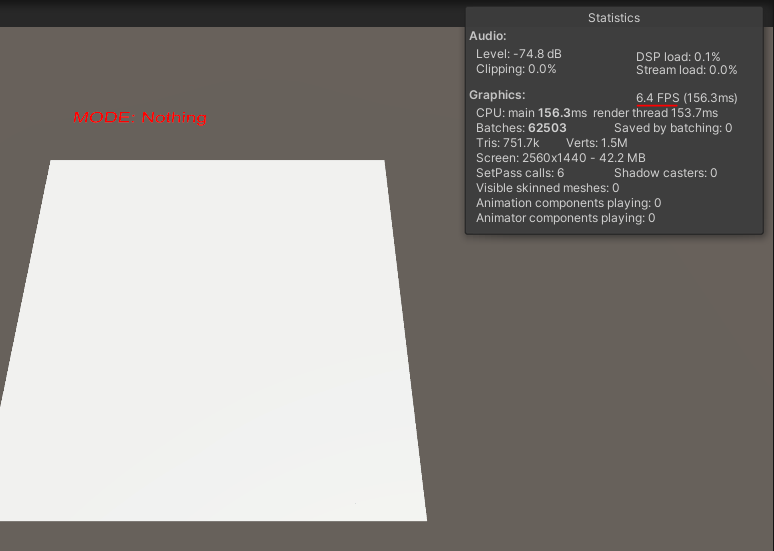 Statistics
Audio:
Level: -74.8 dB DSP load: 0.1%
Clipping: 0.0% Stream load: 0.0%
Graphics: 6.4 FPS (156.3ms)
CPU: main 156.3ms render thread 153.7ms
Batches: 62503 Saved by batching: 0
Tris: 751.7k Verts: 1.5M
Screen: 2560x1440 - 42.2 MB
SetPass calls: 6 Shadow casters: 0
Visible skinned meshes: 0
Animation components playing: 0
Animator components playing: 0
MODE: Nothing